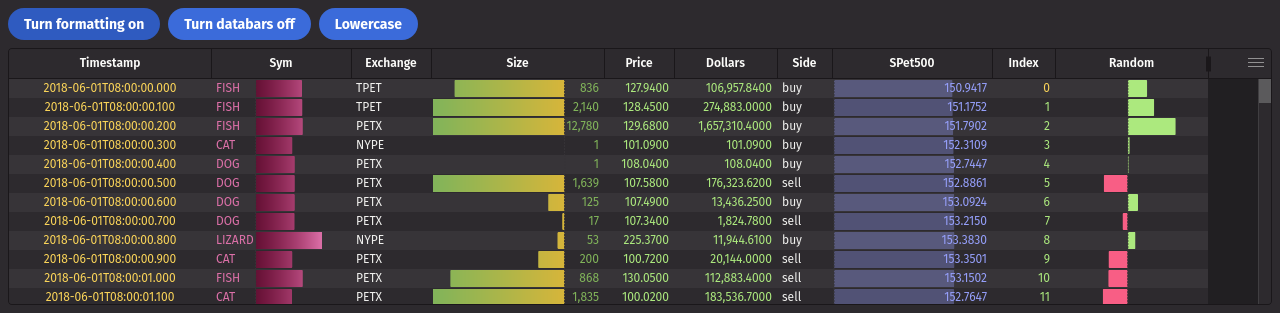 Turn formatting on Turn databars off Lowercase
Timestamp Sym Exchange Size Price Dollars Side SPet500 Index Random
2018-06-01T08:00:00.000 FISH TPET 836 127.9400 106,957.8400 buy 150.9417 0
2018-06-01T08:00:00.100 FISH TPET 2,140 128.4500 274,883.0000 buy 151.1752 1
2018-06-01T08:00:00.200 FISH PETX 12,780 129.6800 1,657,310.4000 buy 151.7902 2
2018-06-01T08:00:00.300 CAT NYPE 1 101.0900 101.0900 buy 152.3109 3
2018-06-01T08:00:00.400 DOG PETX 1 108.0400 108.0400 buy 152.7447 4
2018-06-01T08:00:00.500 DOG PETX 1,639 107.5800 176,323.6200 sell 152.8861 5
2018-06-01T08:00:00.600 DOG PETX 125 107.4900 13,436.2500 buy 153.0924 6
2018-06-01T08:00:00.700 DOG PETX 17 107.3400 1,824.7800 sell 153.2150 7
2018-06-01T08:00:00.800 LIZARD NYPE 53 225.3700 11,944.6100 buy 153.3830 8
2018-06-01T08:00:00.900 CAT PETX 200 100.7200 20,144.0000 sell 153.3501 9
2018-06-01T08:00:01.000 FISH PETX 868 130.0500 112,883.4000 sell 153.1502 10
2018-06-01T08:00:01.100 CAT PETX 1,835 100.0200 183,536.7000 sell 152.7647 11